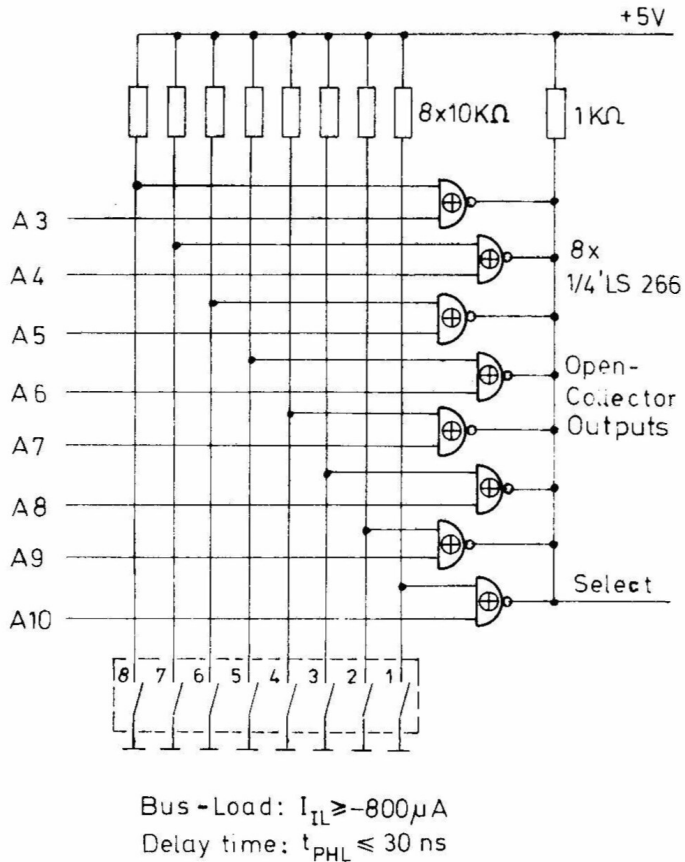 +5V
8x10KΩ
1KΩ
A3
A4
8x
1/4'LS 266
A5
A6
Open-
Collector
Outputs
A7
A8
A9
Select
A10
8 7 6 5 4 3 2 1
Bus-Load: I_IL ≥ -800µA
Delay time: t_PHL ≤ 30 ns